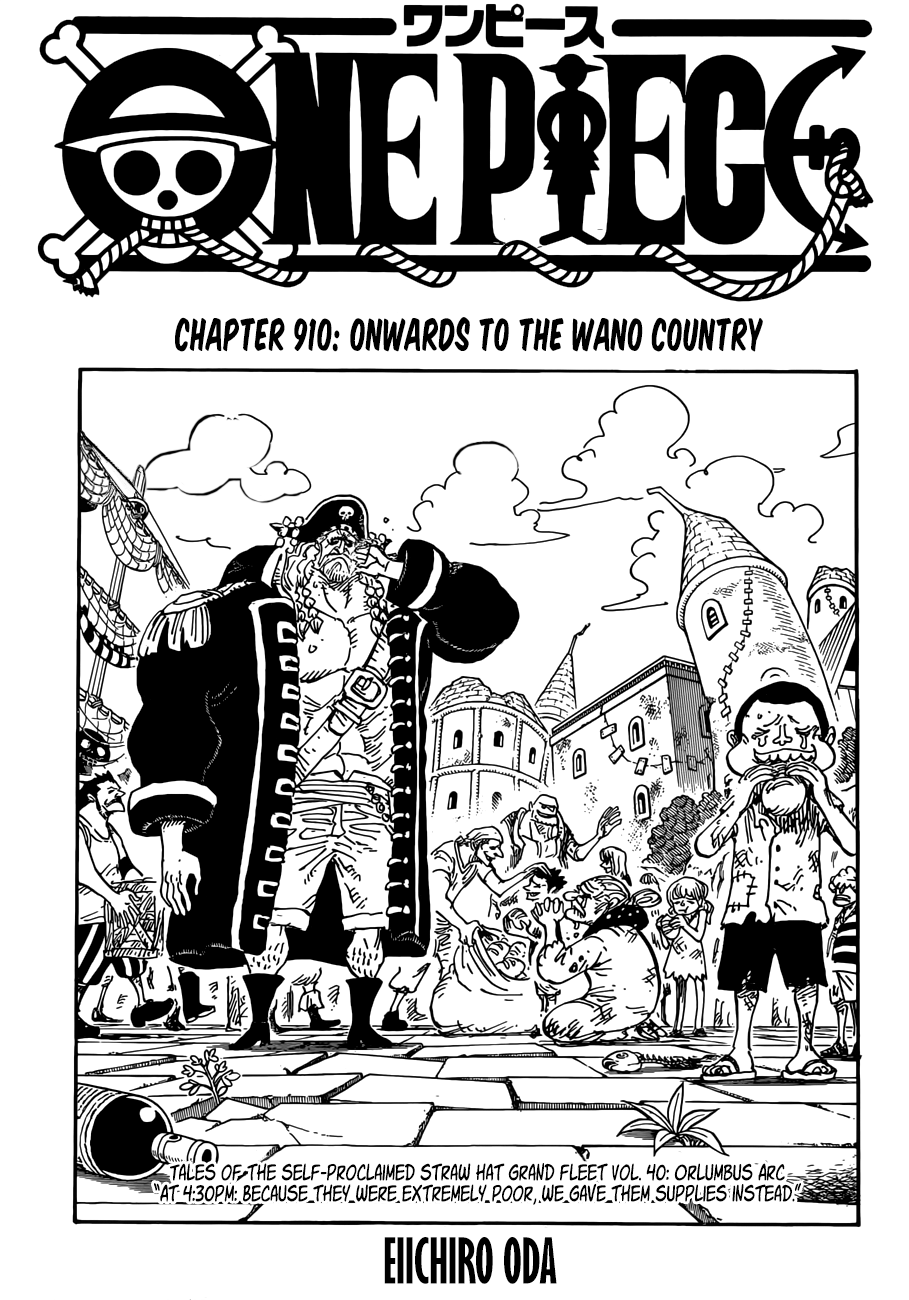 ワンピース
ONE PIECE
CHAPTER 910: ONWARDS TO THE WANO COUNTRY
TALES OF THE SELF-PROCLAIMED STRAW HAT GRAND FLEET VOL. 40: ORLUMBUS ARC
"AT 4:30PM: BECAUSE THEY WERE EXTREMELY POOR, WE GAVE THEM SUPPLIES INSTEAD."
EIICHIRO ODA